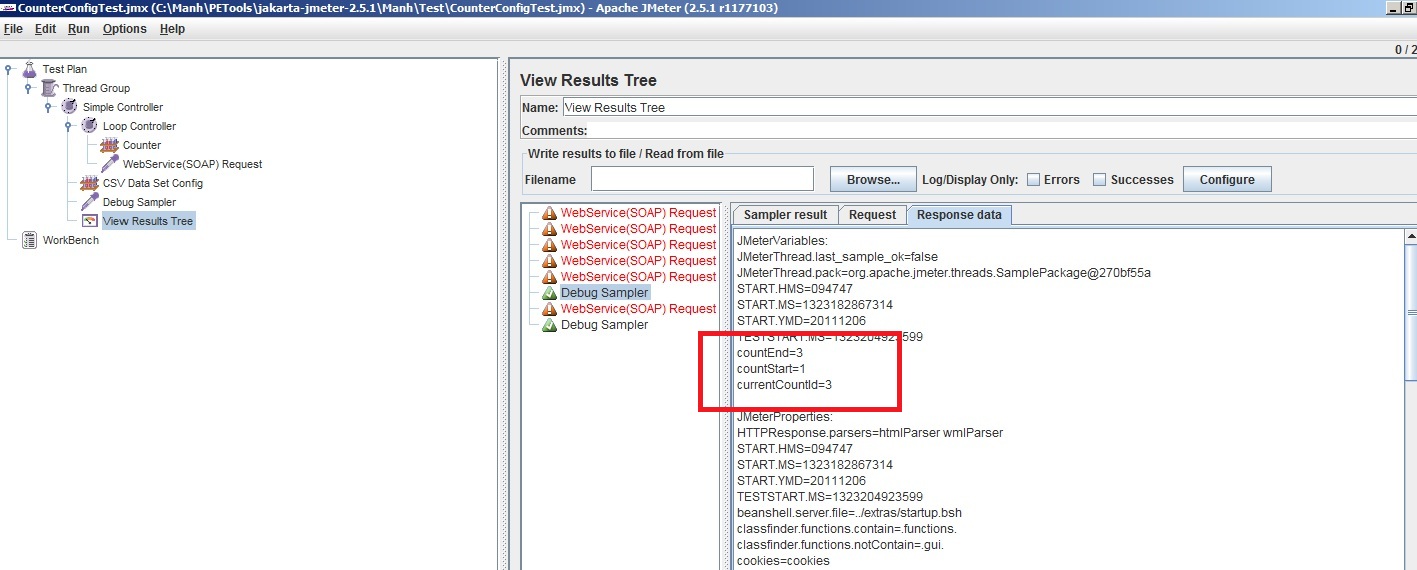 CounterConfigTest.jmx (C:\Manh\PETools\jakarta-jmeter-2.5.1\Manh\Test\CounterConfigTest.jmx) - Apache JMeter (2.5.1 r1177103)
File Edit Run Options Help
0 / 2
Test Plan
Thread Group
Simple Controller
Loop Controller
Counter
WebService(SOAP) Request
CSV Data Set Config
Debug Sampler
View Results Tree
WorkBench
View Results Tree
Name: View Results Tree
Comments:
Write results to file / Read from file
Filename Browse... Log/Display Only: Errors Successes Configure
WebService(SOAP) Request
WebService(SOAP) Request
WebService(SOAP) Request
WebService(SOAP) Request
WebService(SOAP) Request
Debug Sampler
WebService(SOAP) Request
Debug Sampler
Sampler result Request Response data
JMeterVariables:
JMeterThread.last_sample_ok=false
JMeterThread.pack=org.apache.jmeter.threads.SamplePackage@270bf55a
START.HMS=094747
START.MS=1323182867314
START.YMD=20111206
TESTSTART.MS=1323204923599
countEnd=3
countStart=1
currentCountId=3
JMeterProperties:
HTTPResponse.parsers=htmlParser wmlParser
START.HMS=094747
START.MS=1323182867314
START.YMD=20111206
TESTSTART.MS=1323204923599
beanshell.server.file=../extras/startup.bsh
classfinder.functions.contain=.functions.
classfinder.functions.notContain=.gui.
cookies=cookies